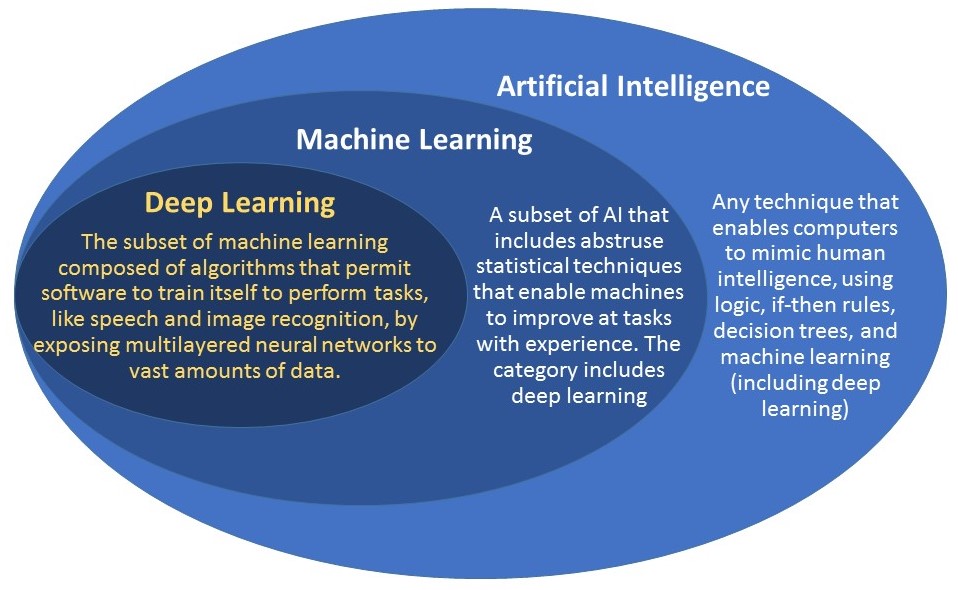 Artificial Intelligence
Machine Learning
Deep Learning
The subset of machine learning
composed of algorithms that permit
software to train itself to perform tasks,
like speech and image recognition, by
exposing multilayered neural networks to
vast amounts of data.
A subset of AI that
includes abstruse
statistical techniques
that enable machines
to improve at tasks
with experience. The
category includes
deep learning
Any technique that
enables computers
to mimic human
intelligence, using
logic, if-then rules,
decision trees, and
machine learning
(including deep
learning)